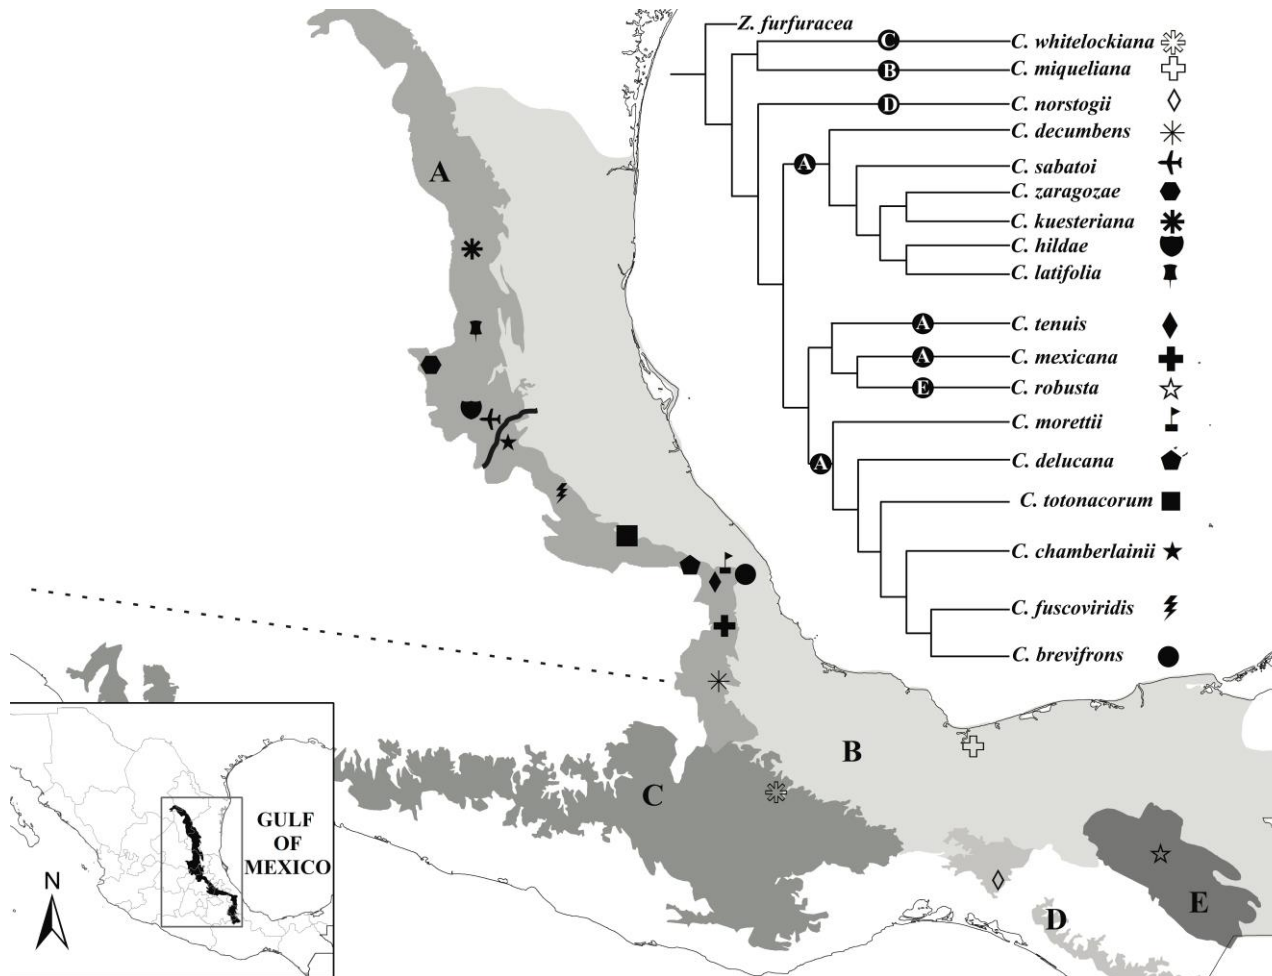 Z. furfuracea
C
C. whitelockiana
B
C. miqueliana
D
C. norstogii
C. decumbens
A
C. sabatoi
A
C. zaragozae
C. kuesteriana
C. hildae
C. latifolia
A
C. tenuis
A
C. mexicana
E
C. robusta
C. morettii
A
C. delucana
C. totonacorum
C. chamberlainii
C. fuscoviridis
C. brevifrons
B
C
GULF
OF
MEXICO
N
E
D